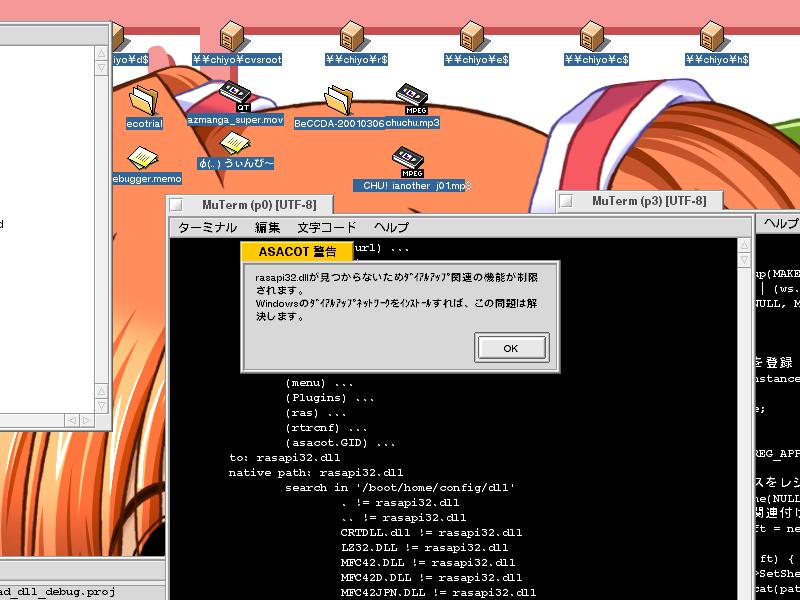 iyo¥d$
¥¥chiyo¥cvsroot
¥¥chiyo¥r$
¥¥chiyo¥e$
¥¥chiyo¥c$
¥¥chiyo¥h$
QT
MPEG
ecotrial
azmanga_super.mov
BeCCDA-20010306
chuchu.mp3
φ(..) うぃんび～
MPEG
ebugger.memo
CHU! ianother_j01.mp3
MuTerm (p0) [UTF-8]
MuTerm (p3) [UTF-8]
ターミナル 編集 文字コード ヘルプ
ヘルプ
url) ...
ASACOT 警告
rasapi32.dllが見つからないためﾀﾞｲｱﾙｱｯﾌﾟ関連の機能が制限
されます。
Windowsのﾀﾞｲｱﾙｱｯﾌﾟﾈｯﾄﾜｰｸをｲﾝｽﾄｰﾙすれば、この問題は解
決します。
OK
(menu) ...
(Plugins) ...
(ras) ...
(rtrcnf) ...
(asacot.GID) ...
to: rasapi32.dll
native path: rasapi32.dll
search in '/boot/home/config/dll'
. != rasapi32.dll
.. != rasapi32.dll
CRTDLL.dll != rasapi32.dll
LZ32.DLL != rasapi32.dll
MFC42.DLL != rasapi32.dll
MFC42D.DLL != rasapi32.dll
MFC42JPN.DLL != rasapi32.dll
up(MAKE
| (ws.
NULL, M
を登録
nstance
e;
REG_APP
スをレジ
ne(NULL
関連付け
ft = ne
ft) {
>SetShe
cat(pat
d
ad_dll_debug.proj